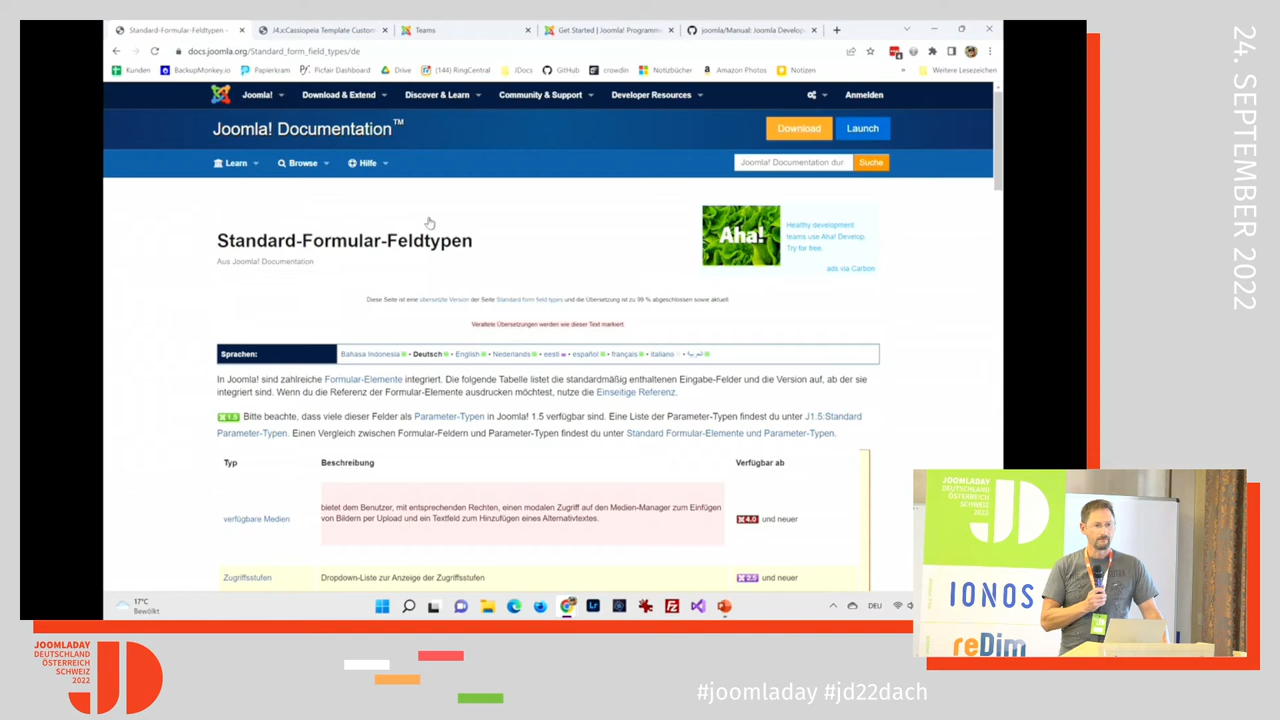 Standard-Formular-Feldtypen -
J4.x:Cassiopeia Template Custom
Teams
Get Started | Joomla! Programme
joomla/Manual: Joomla Develop
docs.joomla.org/Standard_form_field_types/de
Kunden
BackupMonkey.io
Papierkram
Picfair Dashboard
Drive
(144) RingCentral
JDocs
GitHub
crowdin
Notizbücher
Amazon Photos
Notizen
»
Weitere Lesezeichen
Joomla!
Download & Extend
Discover & Learn
Community & Support
Developer Resources
Anmelden
Joomla! Documentation™
Download
Launch
Learn
Browse
Hilfe
Joomla! Documentation dur
Suche
Aha!
Healthy development
teams use Aha! Develop.
Try for free.
ads via Carbon
Standard-Formular-Feldtypen
Aus Joomla! Documentation
Diese Seite ist eine übersetzte Version der Seite Standard form field types und die Übersetzung ist zu 99 % abgeschlossen sowie aktuell.
Veraltete Übersetzungen werden wie dieser Text markiert.
Sprachen:
Bahasa Indonesia • Deutsch • English • Nederlands • eesti • español • français • italiano • العربية
In Joomla! sind zahlreiche Formular-Elemente integriert. Die folgende Tabelle listet die standardmäßig enthaltenen Eingabe-Felder und die Version auf, ab der sie
integriert sind. Wenn du die Referenz der Formular-Elemente ausdrucken möchtest, nutze die Einseitige Referenz.
1.5 Bitte beachte, dass viele dieser Felder als Parameter-Typen in Joomla! 1.5 verfügbar sind. Eine Liste der Parameter-Typen findest du unter J1.5:Standard
Parameter-Typen. Einen Vergleich zwischen Formular-Feldern und Parameter-Typen findest du unter Standard Formular-Elemente und Parameter-Typen.
Typ
Beschreibung
Verfügbar ab
verfügbare Medien
bietet dem Benutzer, mit entsprechenden Rechten, einen modalen Zugriff auf den Medien-Manager zum Einfügen
von Bildern per Upload und ein Textfeld zum Hinzufügen eines Alternativtextes.
4.0 und neuer
Zugriffsstufen
Dropdown-Liste zur Anzeige der Zugriffsstufen
2.5 und neuer
17°C
Bewölkt
DEU
24. SEPTEMBER 2022
JOOMLADAY
DEUTSCHLAND
ÖSTERREICH
SCHWEIZ
2022
IONOS
reDim
JOOMLADAY
DEUTSCHLAND
ÖSTERREICH
SCHWEIZ
2022
#joomladay #jd22dach